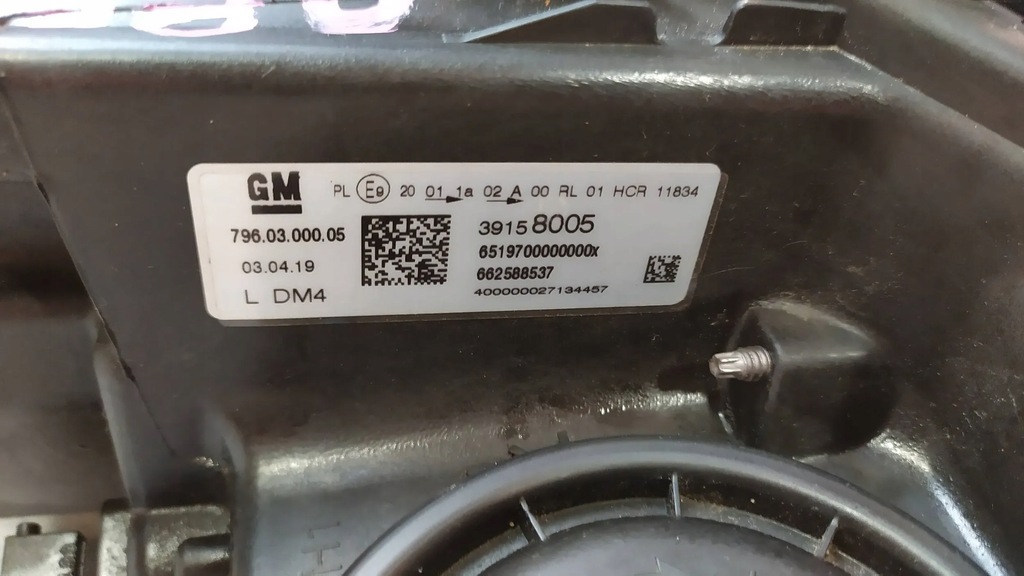 GM
PL E9 20 01 1a 02 A 00 RL 01 HCR 11834
796.03.000.05
39158005
03.04.19
6519700000000x
662588537
L DM4
400000027134457